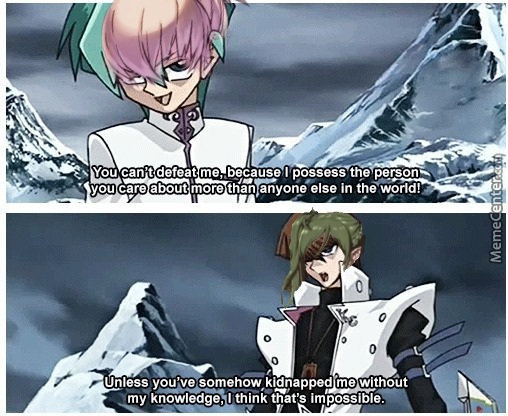 You can't defeat me, because I possess the person
you care about more than anyone else in the world!
MemeCenter.com
Unless you've somehow kidnapped me without
my knowledge, I think that's impossible.
KC